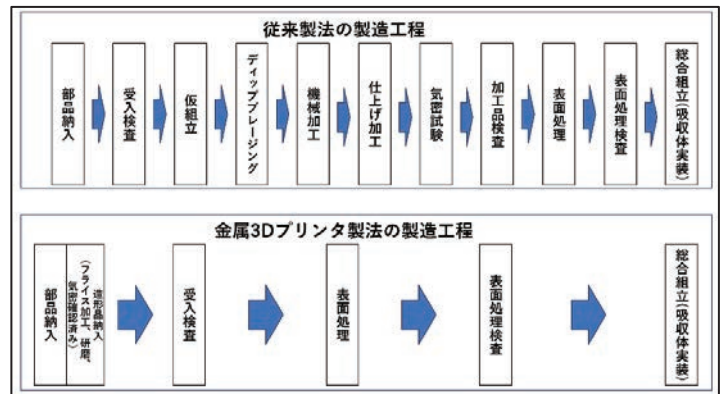 従来製法の製造工程
部品納入
受入検査
仮組立
ディップブレージング
機械加工
仕上げ加工
気密試験
加工品検査
表面処理
表面処理検査
総合組立(吸収体実装)
金属3Dプリンタ製法の製造工程
部品納入
造形品納入
(フライス加工、研磨、
気密確認済み)
受入検査
表面処理
表面処理検査
総合組立(吸収体実装)